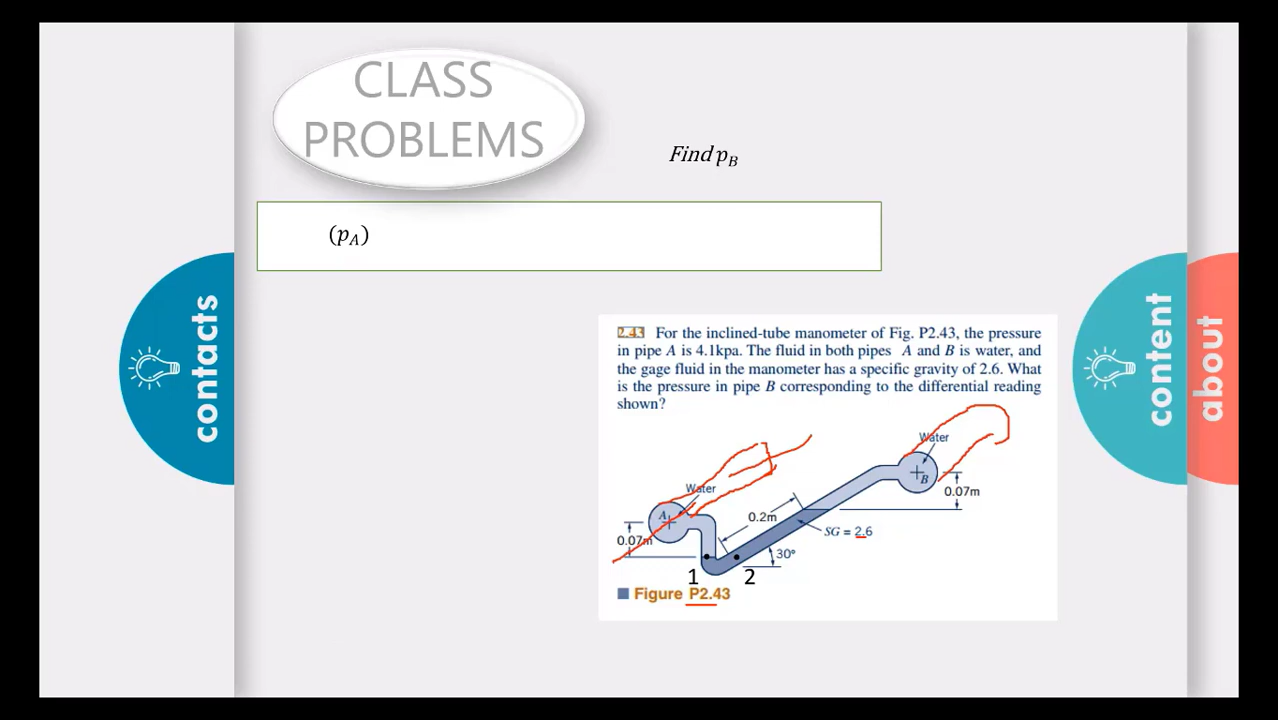 CLASS
PROBLEMS
Find p_B
(p_A)
contacts
content
about
2.43 For the inclined-tube manometer of Fig. P2.43, the pressure
in pipe A is 4.1kpa. The fluid in both pipes A and B is water, and
the gage fluid in the manometer has a specific gravity of 2.6. What
is the pressure in pipe B corresponding to the differential reading
shown?
Water
B
0.07m
Water
A
0.07m
0.2m
SG = 2.6
30°
1
2
Figure P2.43